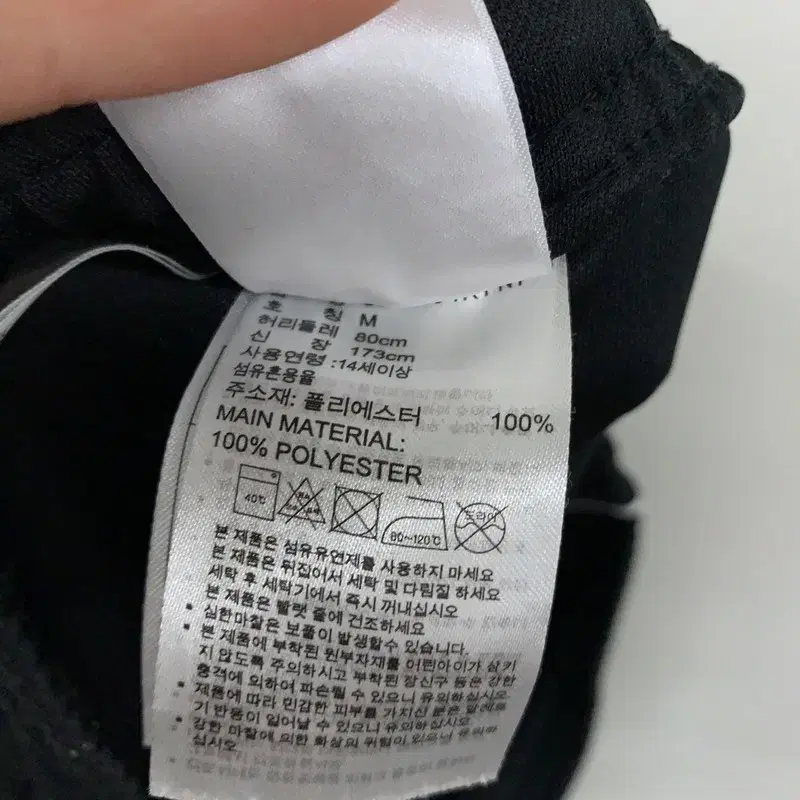 호 칭 M
허리둘레 80cm
신 장 173cm
사용연령 :14세이상
섬유혼용율
주소재: 폴리에스터 100%
MAIN MATERIAL:
100% POLYESTER
40℃ 80~120℃ 드라이
본 제품은 섬유유연제를 사용하지 마세요
본 제품은 뒤집어서 세탁 및 다림질 하세요
세탁 후 세탁기에서 즉시 꺼내십시오
본 제품은 빨랫 줄에 건조하세요
• 심한마찰은 보풀이 발생할수 있습니다.
• 본 제품에 부착된 원부자재를 어린아이가 삼키
지 않도록 주의하시고 부착된 장신구 등은 강한
충격에 의하여 파손될 수 있으니 유의하십시오.
• 제품에 따라 민감한 피부를 가지신 분은 알레르
기 반응이 일어날 수 있으니 유의하십시오
• 강한 마찰에 의한 화상의 위험이 있으니 유의하
십시오